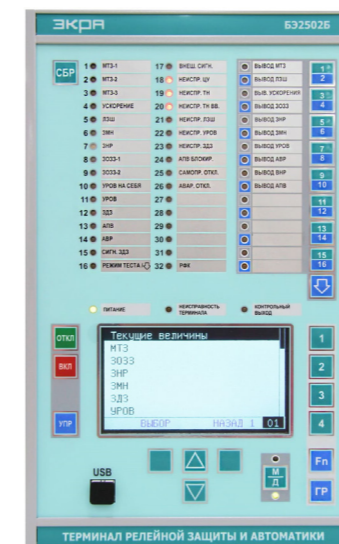 ЭКРА БЭ2502Б
СБР
1 МТЗ-1 17 ВНЕШ. СИГН. ВЫВОД МТЗ 1
2 МТЗ-2 18 НЕИСПР. ЦУ ВЫВОД ЛЗШ 2
3 МТЗ-3 19 НЕИСПР. ТН ВЫВ. УСКОРЕНИЯ 3
4 УСКОРЕНИЕ 20 НЕИСПР. ТН ВВ. ВЫВОД ЗОЗЗ 4
5 ЛЗШ 21 НЕИСПР. ЛЗШ ВЫВОД ЗНР 5
6 ЗМН 22 НЕИСПР. УРОВ ВЫВОД ЗМН 6
7 ЗНР 23 НЕИСПР. ЗДЗ ВЫВОД УРОВ 7
8 ЗОЗЗ-1 24 АПВ БЛОКИР. ВЫВОД АВР 8
9 ЗОЗЗ-2 25 САМОПР. ОТКЛ. ВЫВОД ВНР 9
10 УРОВ НА СЕБЯ 26 АВАР. ОТКЛ. ВЫВОД АПВ 10
11 УРОВ 27 11
12 ЗДЗ 28 12
13 АПВ 29 13
14 АВР 30 14
15 СИГН. ЗДЗ 31 15
16 РЕЖИМ ТЕСТА 32 РФК 16
ПИТАНИЕ НЕИСПРАВНОСТЬ ТЕРМИНАЛА КОНТРОЛЬНЫЙ ВЫХОД
ОТКЛ
ВКЛ
УПР
Текущие величины
МТЗ
ЗОЗЗ
ЗНР
ЗМН
ЗДЗ
УРОВ
ВЫБОР НАЗАД 1 01
1
2
3
4
USB
М
Д
Fn
ГР
ТЕРМИНАЛ РЕЛЕЙНОЙ ЗАЩИТЫ И АВТОМАТИКИ